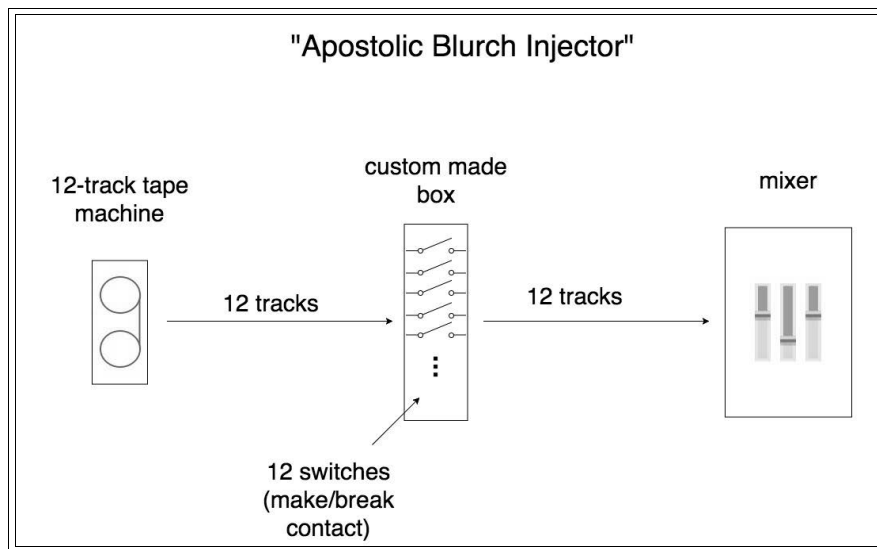 "Apostolic Blurch Injector"
12-track tape
machine
custom made
box
mixer
12 tracks
12 tracks
12 switches
(make/break
contact)